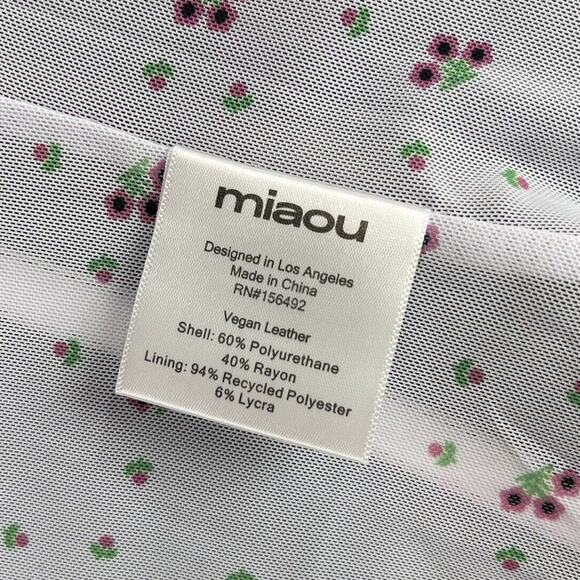 miaou
Designed in Los Angeles
Made in China
RN#156492
Vegan Leather
Shell: 60% Polyurethane
40% Rayon
Lining: 94% Recycled Polyester
6% Lycra